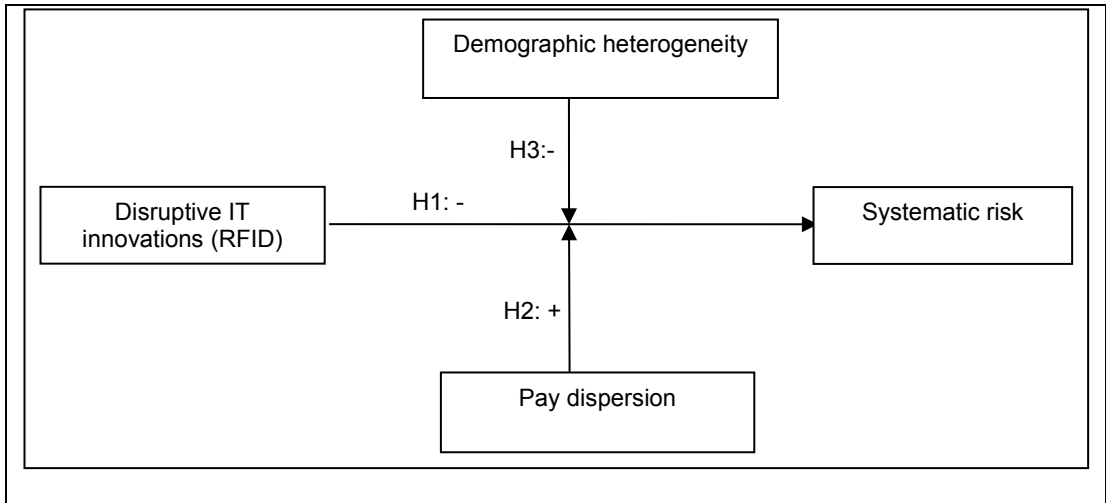 Demographic heterogeneity
H3:-
H1: -
Disruptive IT
innovations (RFID)
Systematic risk
H2: +
Pay dispersion